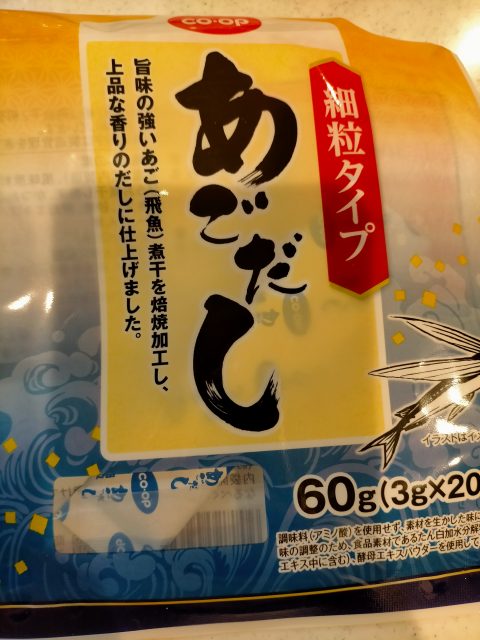 CO·OP
あごだし
細粒タイプ
旨味の強いあご(飛魚)煮干を焙焼加工し、
上品な香りのだしに仕上げました。
イラストはイ
60g(3g×20
調味料(アミノ酸)を使用せず、素材を生かした味に
味の調整のため、食品素材であるたん白加水分解
エキス中に含む)、酵母エキスパウダーを使用して
CO·OP